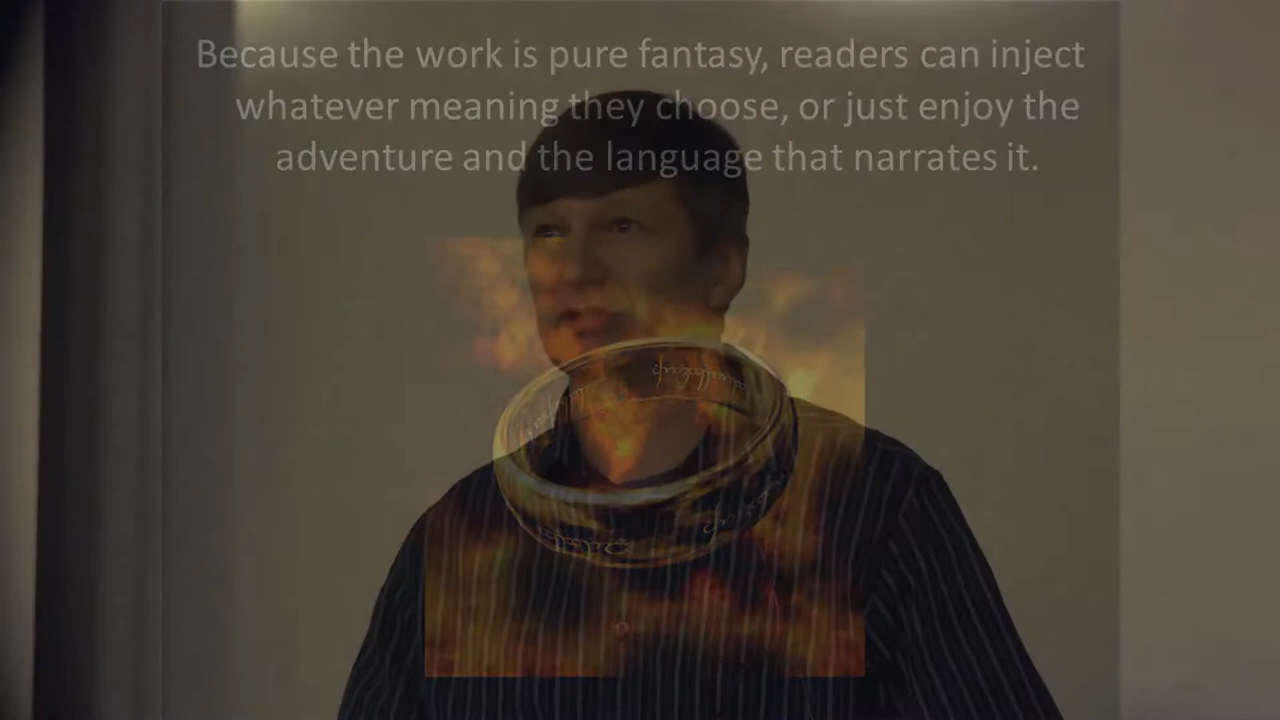 Because the work is pure fantasy, readers can inject
whatever meaning they choose, or just enjoy the
adventure and the language that narrates it.